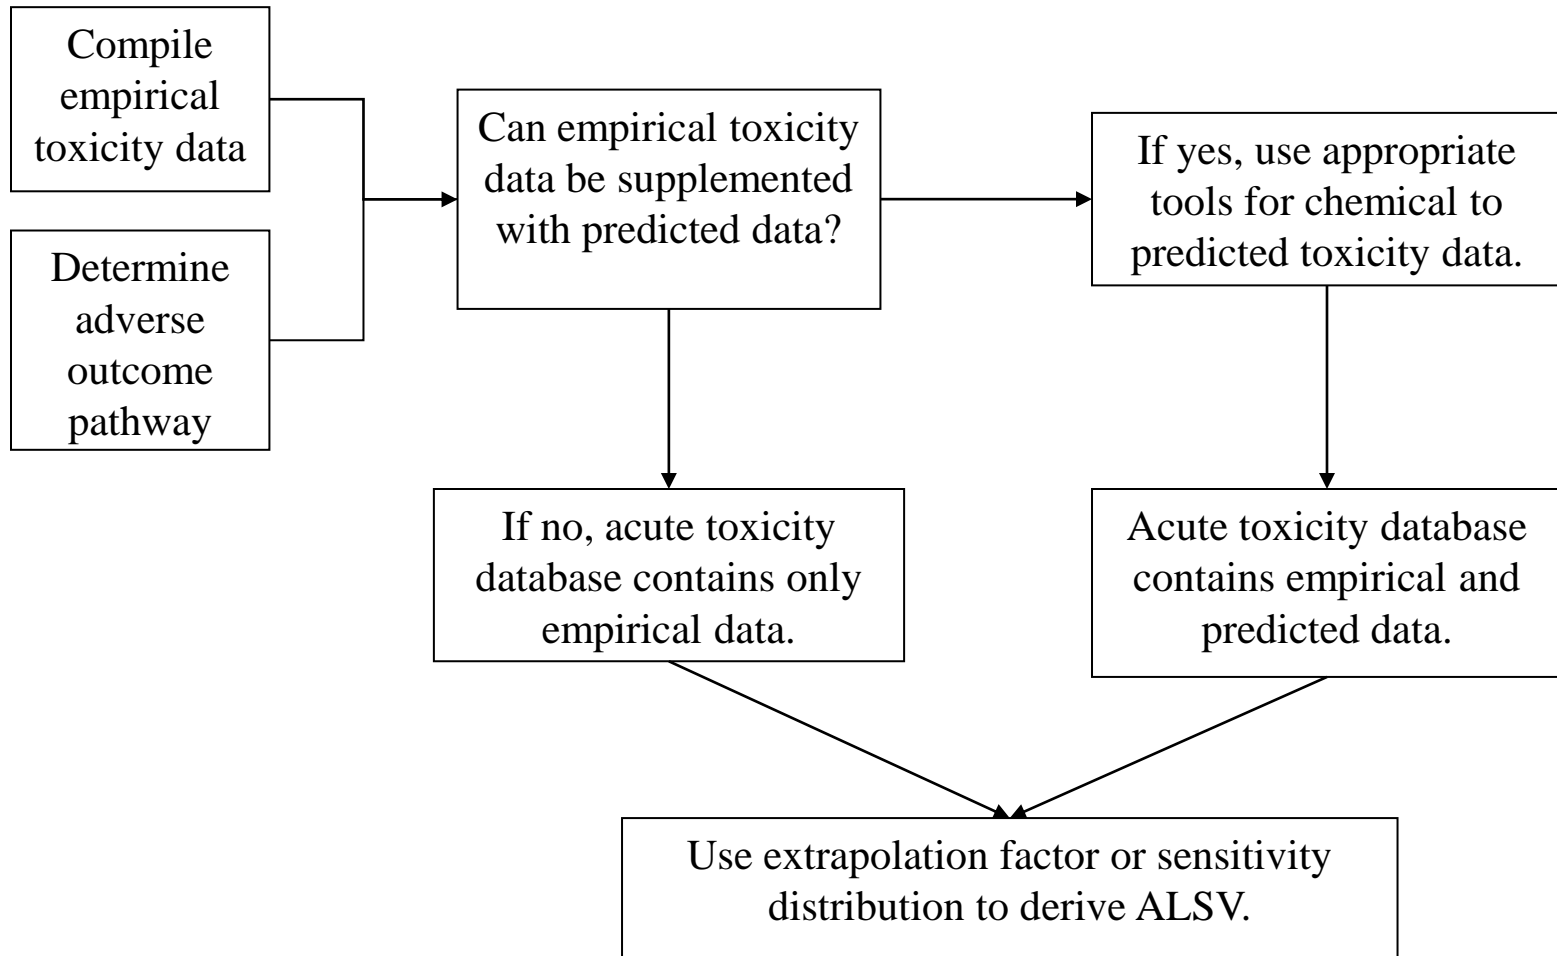 Compile
empirical
toxicity data
Determine
adverse
outcome
pathway
Can empirical toxicity
data be supplemented
with predicted data?
If yes, use appropriate
tools for chemical to
predicted toxicity data.
If no, acute toxicity
database contains only
empirical data.
Acute toxicity database
contains empirical and
predicted data.
Use extrapolation factor or sensitivity
distribution to derive ALSV.